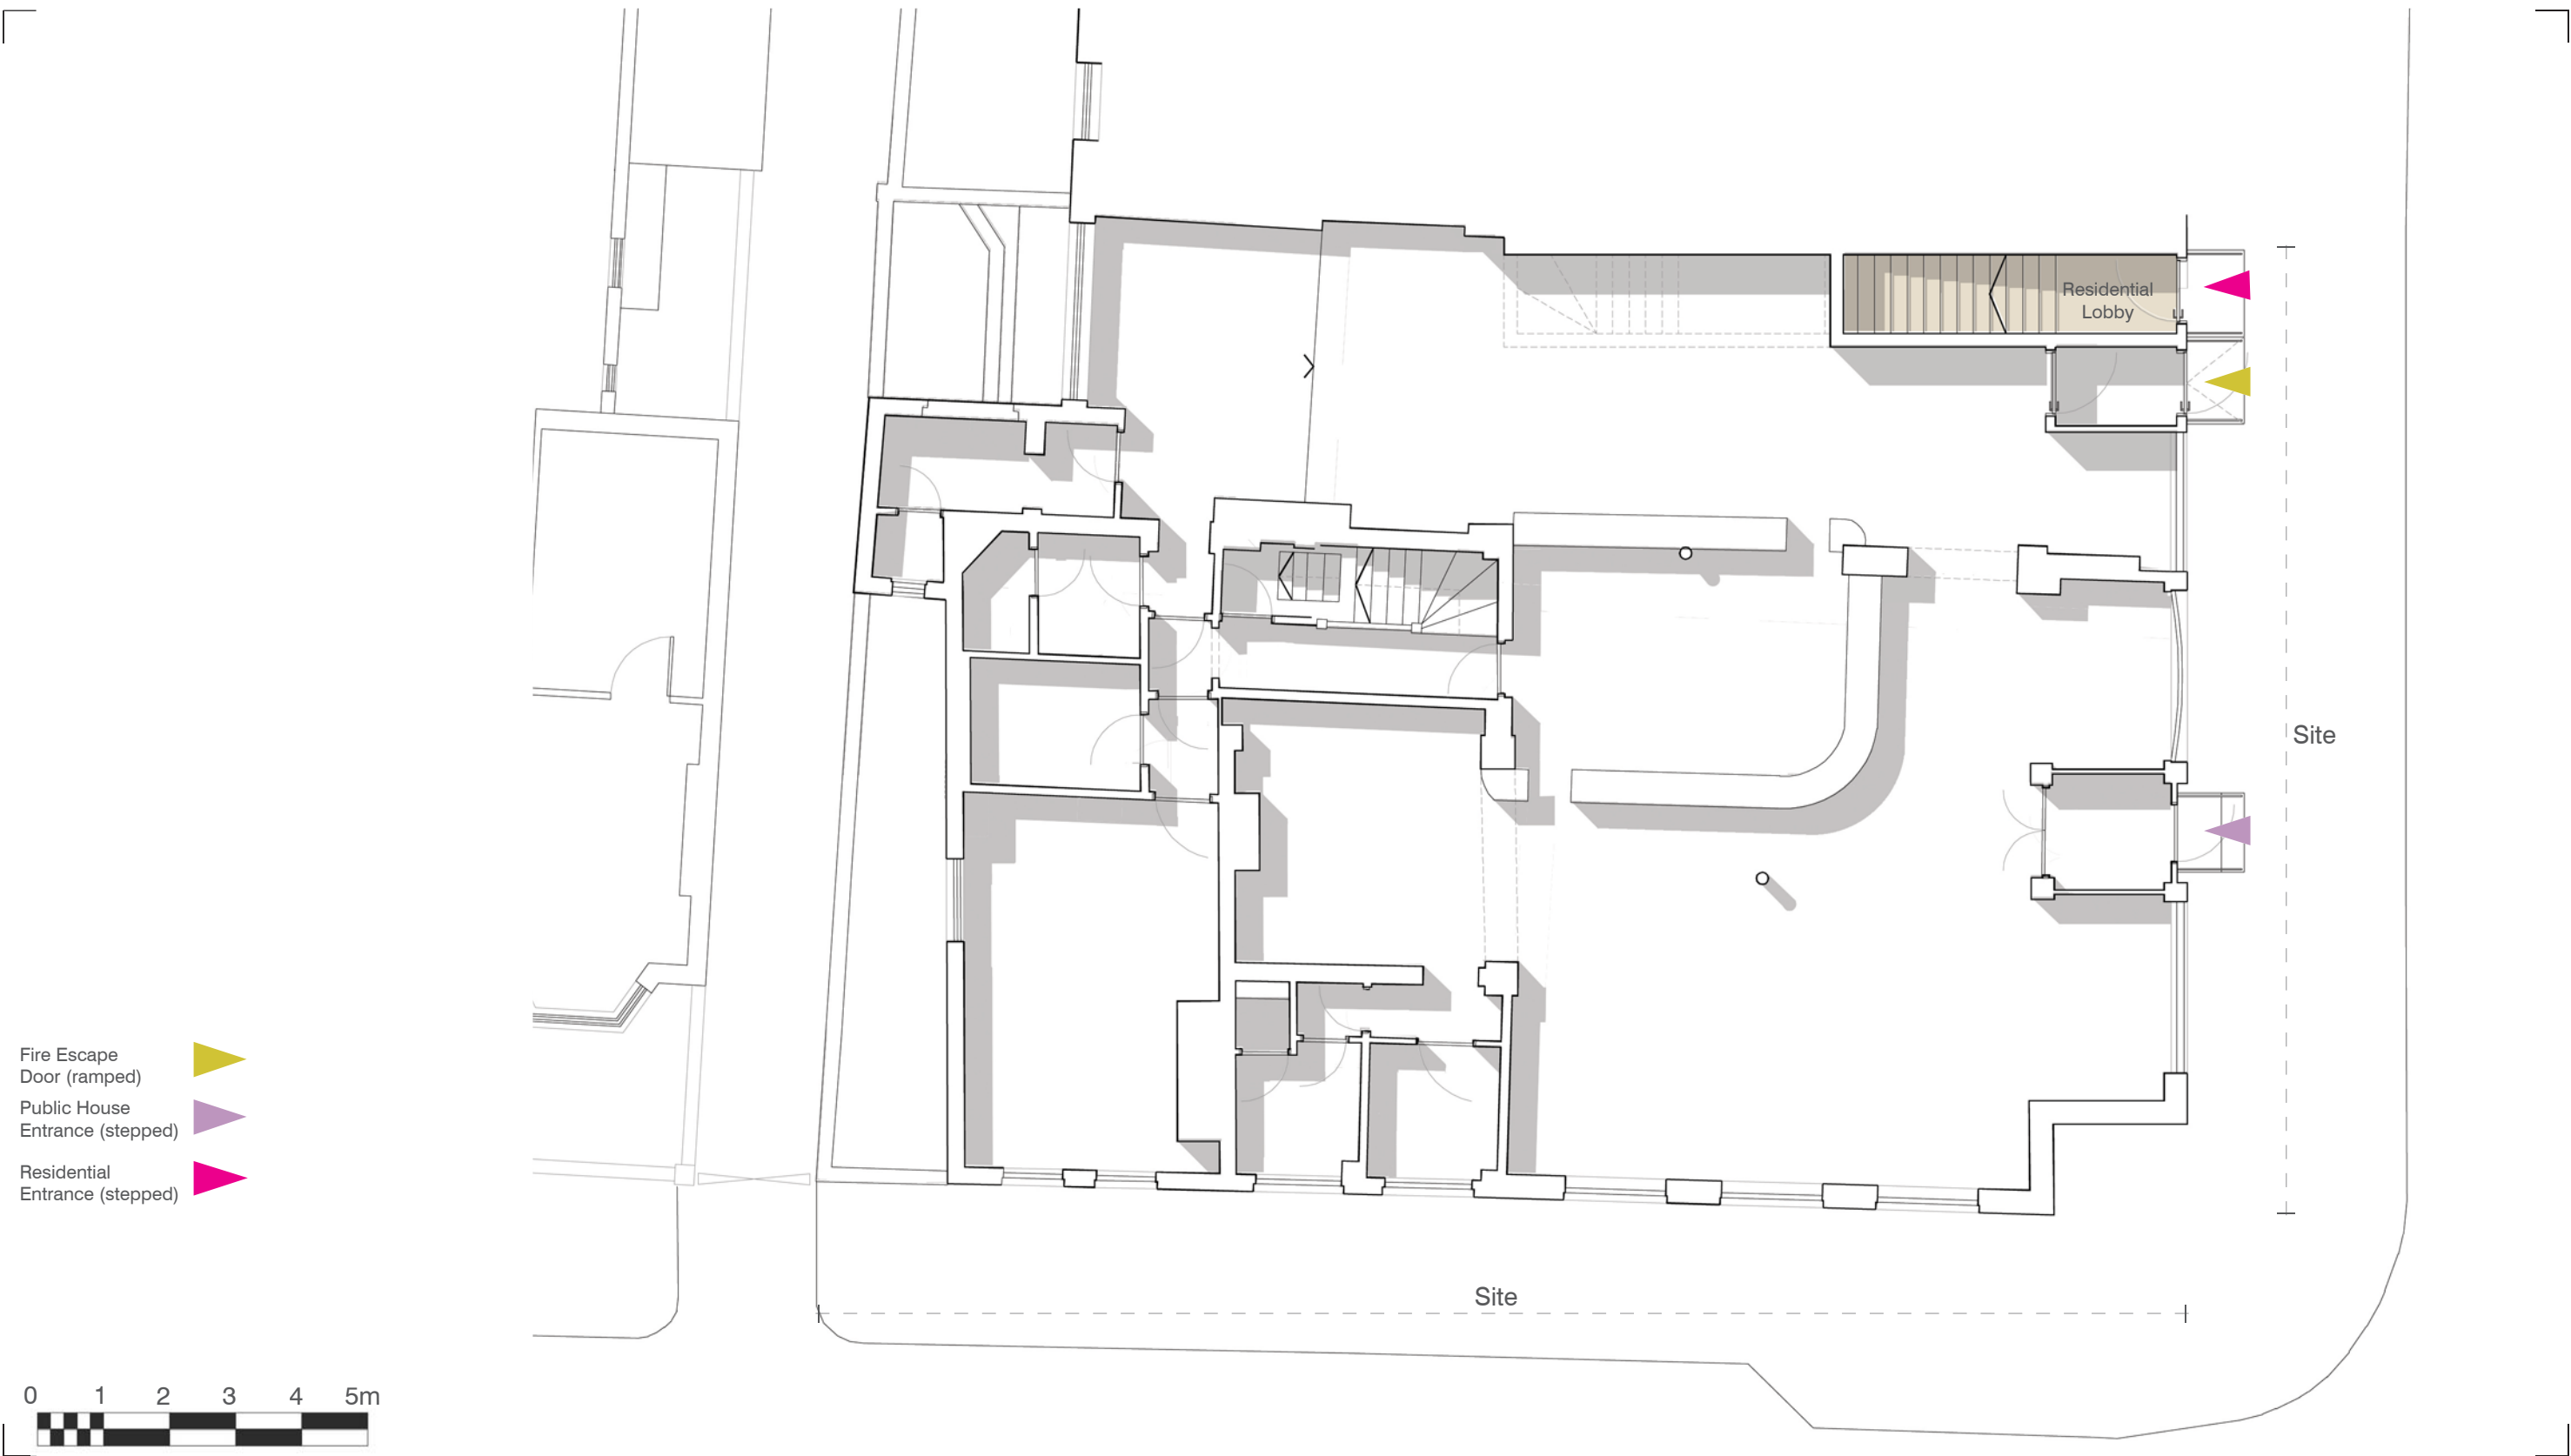 Residential
Lobby
Site
Fire Escape
Door (ramped)
Public House
Entrance (stepped)
Residential
Entrance (stepped)
Site
0 1 2 3 4 5m